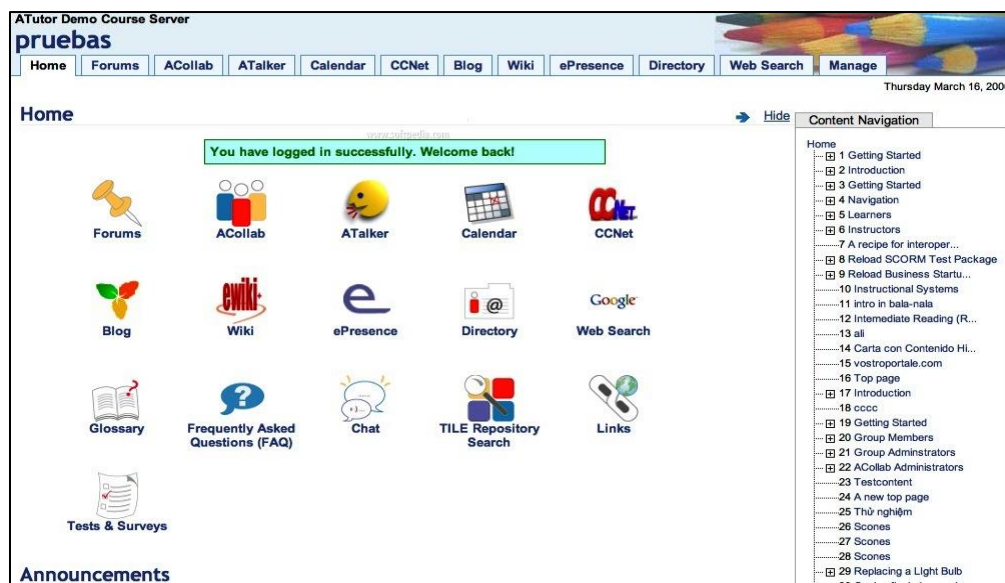 ATutor Demo Course Server
pruebas
Home Forums ACollab ATalker Calendar CCNet Blog Wiki ePresence Directory Web Search Manage
Thursday March 16, 200
Home
Hide
www.softpedia.com
You have logged in successfully. Welcome back!
Forums ACollab ATalker Calendar CCNet
ewiki+
Google
Blog Wiki ePresence Directory Web Search
Glossary Frequently Asked Questions (FAQ) Chat TILE Repository Search Links
Tests & Surveys
Announcements
Content Navigation
Home
1 Getting Started
2 Introduction
3 Getting Started
4 Navigation
5 Learners
6 Instructors
7 A recipe for interoper...
8 Reload SCORM Test Package
9 Reload Business Startu...
10 Instructional Systems
11 intro in bala-nala
12 Intemediate Reading (R...
13 ali
14 Carta con Contenido Hi...
15 vostroportale.com
16 Top page
17 Introduction
18 cccc
19 Getting Started
20 Group Members
21 Group Adminstrators
22 ACollab Administrators
23 Testcontent
24 A new top page
25 Thử nghiệm
26 Scones
27 Scones
28 Scones
29 Replacing a LIght Bulb